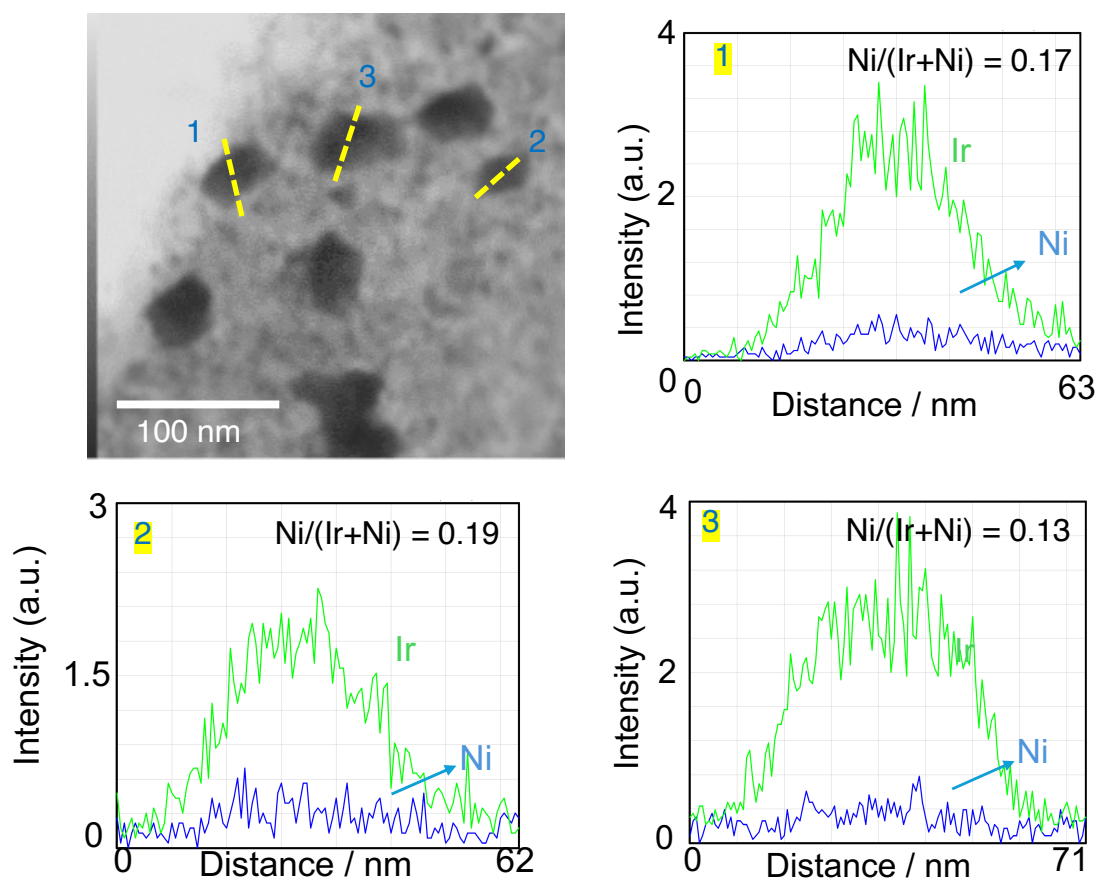 1
3
2
100 nm
4
1
Ni/(Ir+Ni) = 0.17
Ir
Ni
2
Intensity (a.u.)
0
0
Distance / nm
63
3
2
Ni/(Ir+Ni) = 0.19
Ir
Ni
1.5
Intensity (a.u.)
0
0
Distance / nm
62
4
3
Ni/(Ir+Ni) = 0.13
Ir
Ni
2
Intensity (a.u.)
0
0
Distance / nm
71